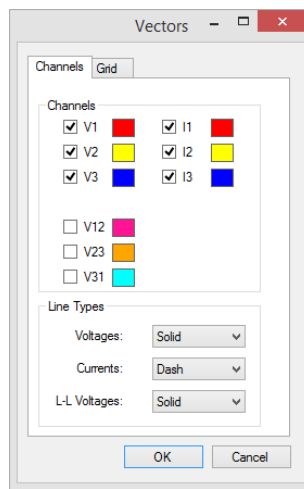 Vectors
Channels Grid
Channels
V1 I1
V2 I2
V3 I3
V12
V23
V31
Line Types
Voltages: Solid
Currents: Dash
L-L Voltages: Solid
OK Cancel